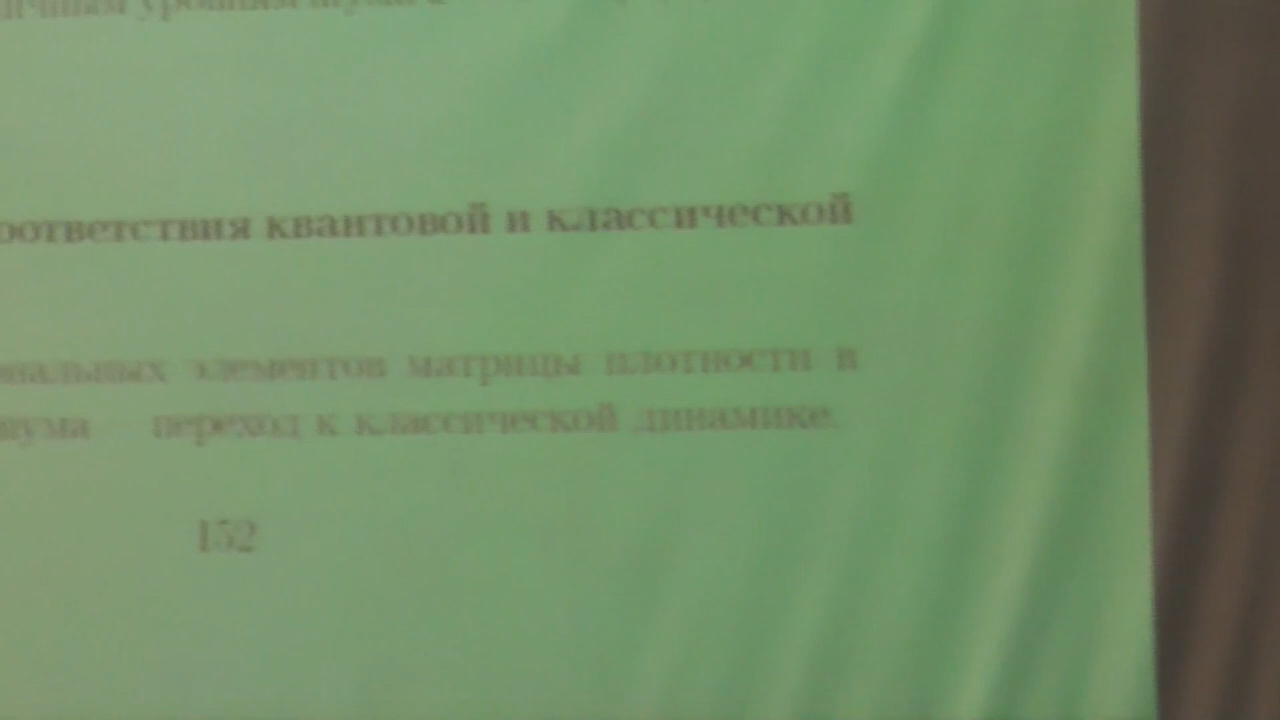 оответствия квантовой и классической
нальных элементов матрицы плотности и
шума переход к классической динамике.
152